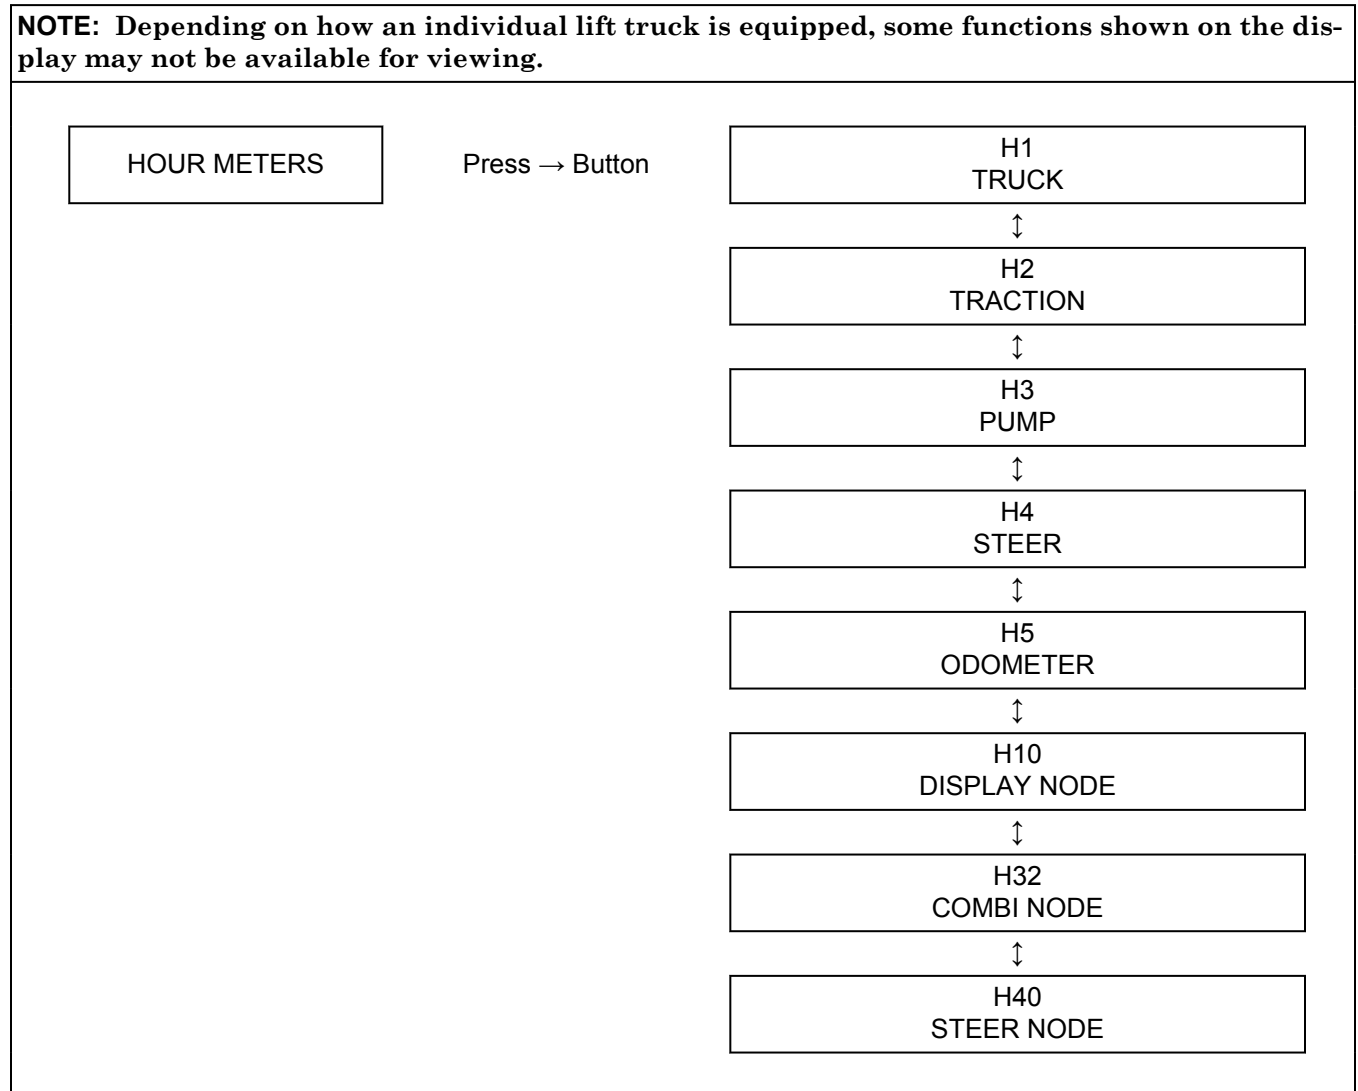 NOTE: Depending on how an individual lift truck is equipped, some functions shown on the dis-
play may not be available for viewing.
HOUR METERS
Press → Button
H1
TRUCK
↕
H2
TRACTION
↕
H3
PUMP
↕
H4
STEER
↕
H5
ODOMETER
↕
H10
DISPLAY NODE
↕
H32
COMBI NODE
↕
H40
STEER NODE